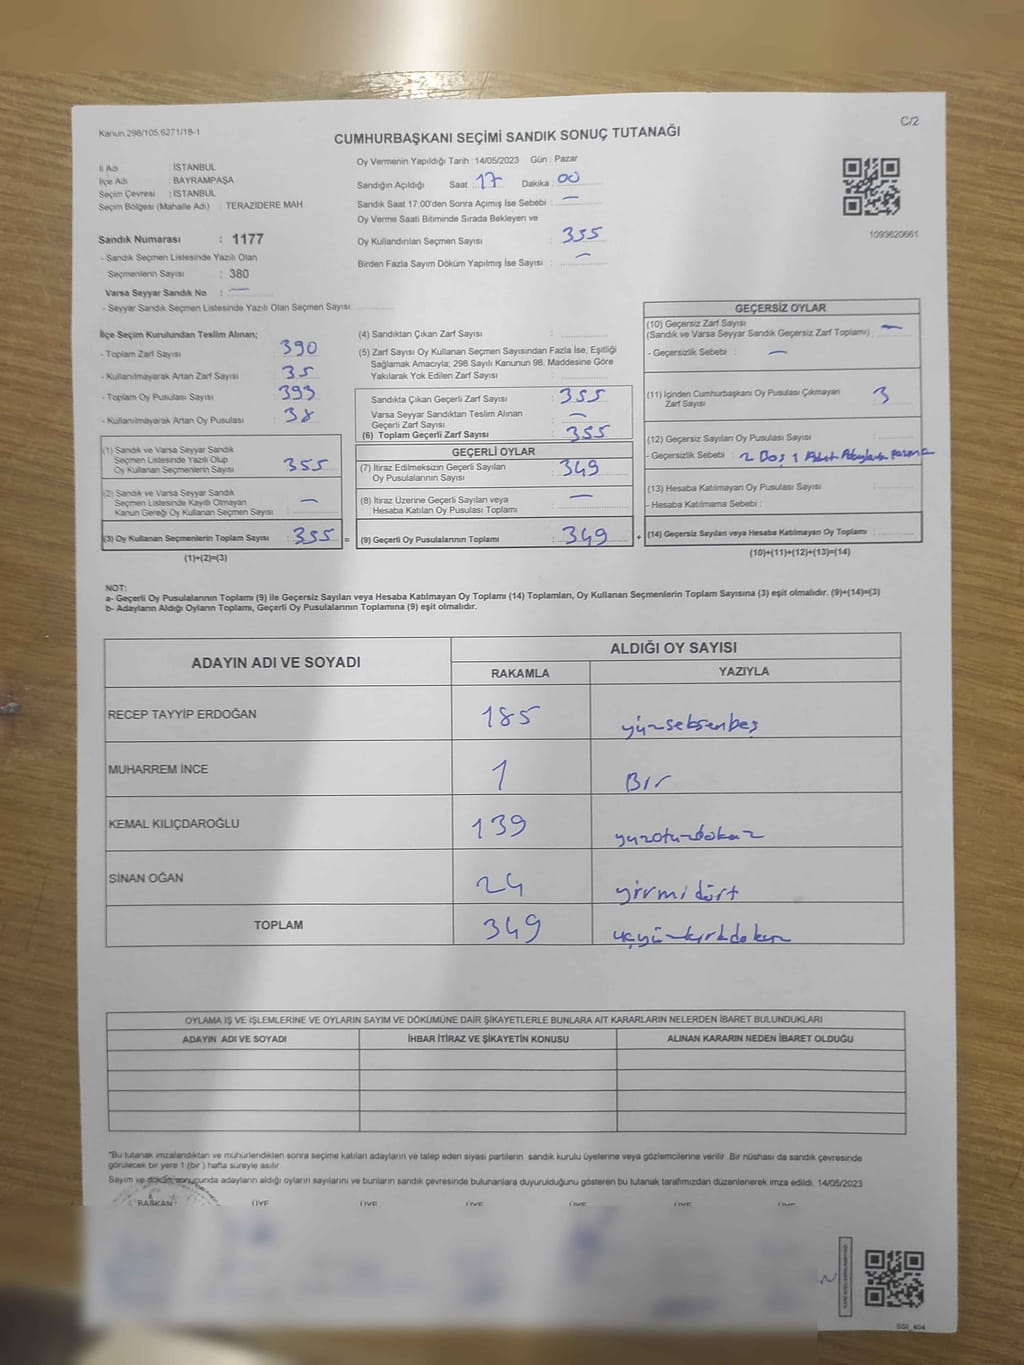 Kanun.298/105,6271/18-1
C/2
CUMHURBAŞKANI SEÇİMİ SANDIK SONUÇ TUTANAĞI
İl Adı : İSTANBUL
İlçe Adı : BAYRAMPAŞA
Seçim Çevresi : İSTANBUL
Seçim Bölgesi (Mahalle Adı) : TERAZİDERE MAH.
Sandık Numarası : 1177
- Sandık Seçmen Listesinde Yazılı Olan
Seçmenlerin Sayısı : 380
Varsa Seyyar Sandık No : —
- Seyyar Sandık Seçmen Listesinde Yazılı Olan Seçmen Sayısı:
Oy Vermenin Yapıldığı Tarih : 14/05/2023 Gün : Pazar
Sandığın Açıldığı Saat : 17 Dakika : 00
Sandık Saat 17.00'den Sonra Açımış İse Sebebi : —
Oy Verme Saati Bitiminde Sırada Bekleyen ve
Oy Kullandırılan Seçmen Sayısı : 355
Birden Fazla Sayım Döküm Yapılmış İse Sayısı : —
1093620661
İlçe Seçim Kurulundan Teslim Alınan;
- Toplam Zarf Sayısı : 390
- Kullanılmayarak Artan Zarf Sayısı : 35
- Toplam Oy Pusulası Sayısı : 393
- Kullanılmayarak Artan Oy Pusulası : 38
(1) Sandık ve Varsa Seyyar Sandık
Seçmen Listesinde Yazılı Olup
Oy Kullanan Seçmenlerin Sayısı : 355
(2) Sandık ve Varsa Seyyar Sandık
Seçmen Listesinde Kayıtlı Olmayan
Kanun Gereği Oy Kullanan Seçmen Sayısı : —
(3) Oy Kullanan Seçmenlerin Toplam Sayısı : 355 =
(1)+(2)=(3)
(4) Sandıktan Çıkan Zarf Sayısı :
(5) Zarf Sayısı Oy Kullanan Seçmen Sayısından Fazla İse, Eşitliği
Sağlamak Amacıyla; 298 Sayılı Kanunun 98. Maddesine Göre
Yakılarak Yok Edilen Zarf Sayısı :
Sandıkta Çıkan Geçerli Zarf Sayısı : 355
Varsa Seyyar Sandıktan Teslim Alınan
Geçerli Zarf Sayısı : —
(6) Toplam Geçerli Zarf Sayısı : 355
GEÇERLİ OYLAR
(7) İtiraz Edilmeksizin Geçerli Sayılan
Oy Pusulalarının Sayısı : 349
(8) İtiraz Üzerine Geçerli Sayılan veya
Hesaba Katılan Oy Pusulası Toplamı : —
(9) Geçerli Oy Pusulalarının Toplamı : 349 +
GEÇERSİZ OYLAR
(10) Geçersiz Zarf Sayısı
(Sandık ve Varsa Seyyar Sandık Geçersiz Zarf Toplamı) : —
- Geçersizlik Sebebi : —
(11) İçinden Cumhurbaşkanı Oy Pusulası Çıkmayan
Zarf Sayısı : 3
(12) Geçersiz Sayılan Oy Pusulası Sayısı :
- Geçersizlik Sebebi : 2 Boş 1 Adet
(13) Hesaba Katılmayan Oy Pusulası Sayısı :
- Hesaba Katılmama Sebebi :
(14) Geçersiz Sayılan veya Hesaba Katılmayan Oy Toplamı :
(10)+(11)+(12)+(13)=(14)
NOT:
a- Geçerli Oy Pusulalarının Toplamı (9) ile Geçersiz Sayılan veya Hesaba Katılmayan Oy Toplamı (14) Toplamları, Oy Kullanan Seçmenlerin Toplam Sayısına (3) eşit olmalıdır. (9)+(14)=(3)
b- Adayların Aldığı Oyların Toplamı, Geçerli Oy Pusulalarının Toplamına (9) eşit olmalıdır.
ADAYIN ADI VE SOYADI
ALDIĞI OY SAYISI
RAKAMLA YAZIYLA
RECEP TAYYİP ERDOĞAN 185 yüzseksenbeş
MUHARREM İNCE 1 Bir
KEMAL KILIÇDAROĞLU 139 yüzotuzdokuz
SİNAN OĞAN 24 yirmidört
TOPLAM 349 üçyüzkırkdokuz
OYLAMA İŞ VE İŞLEMLERİNE VE OYLARIN SAYIM VE DÖKÜMÜNE DAİR ŞİKAYETLERLE BUNLARA AİT KARARLARIN NELERDEN İBARET BULUNDUKLARI
ADAYIN ADI VE SOYADI İHBAR İTİRAZ VE ŞİKAYETİN KONUSU ALINAN KARARIN NEDEN İBARET OLDUĞU
"Bu tutanak imzalandıktan ve mühürlendikten sonra seçime katılan adayların ve talep eden siyasi partilerin sandık kurulu üyelerine veya gözlemcilerine verilir. Bir nüshası da sandık çevresinde
görülecek bir yere 1 (bir ) hafta süreyle asılır.
Sayım ve döküm sonucunda adayların aldığı oyların sayılarını ve bunların sandık çevresinde bulunanlara duyurulduğunu gösteren bu tutanak tarafımızdan düzenlenerek imza edildi. 14/05/2023
BAŞKAN ÜYE ÜYE ÜYE ÜYE ÜYE ÜYE